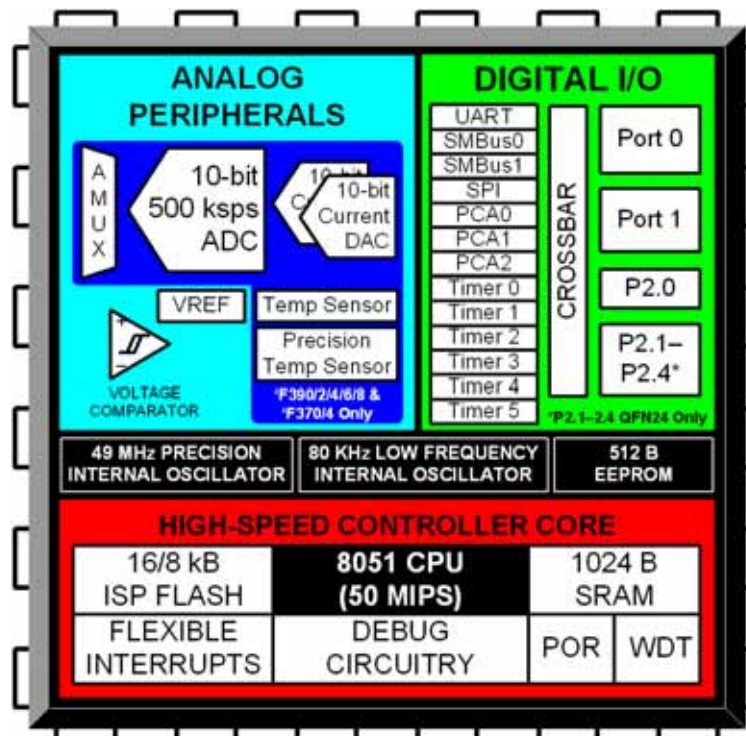 ANALOG
PERIPHERALS
A
M
U
X
10-bit
500 ksps
ADC
10-bit
C
10-bit
Current
DAC
VREF
Temp Sensor
Precision
Temp Sensor
+
-
VOLTAGE
COMPARATOR
'F390/2/4/6/8 &
'F370/4 Only
DIGITAL I/O
UART
SMBus0
SMBus1
SPI
PCA0
PCA1
PCA2
Timer 0
Timer 1
Timer 2
Timer 3
Timer 4
Timer 5
CROSSBAR
Port 0
Port 1
P2.0
P2.1–
P2.4*
*P2.1–2.4 QFN24 Only
49 MHz PRECISION
INTERNAL OSCILLATOR
80 KHz LOW FREQUENCY
INTERNAL OSCILLATOR
512 B
EEPROM
HIGH-SPEED CONTROLLER CORE
16/8 kB
ISP FLASH
8051 CPU
(50 MIPS)
1024 B
SRAM
FLEXIBLE
INTERRUPTS
DEBUG
CIRCUITRY
POR
WDT